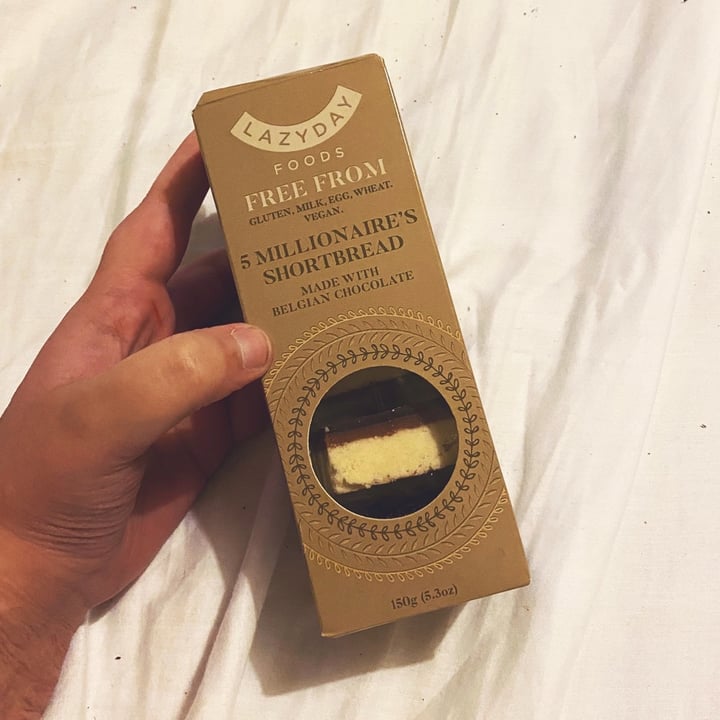 LAZYDAY
FOODS
FREE FROM
GLUTEN, MILK, EGG, WHEAT.
VEGAN.
5 MILLIONAIRE'S
SHORTBREAD
MADE WITH
BELGIAN CHOCOLATE
150g (5.3oz)